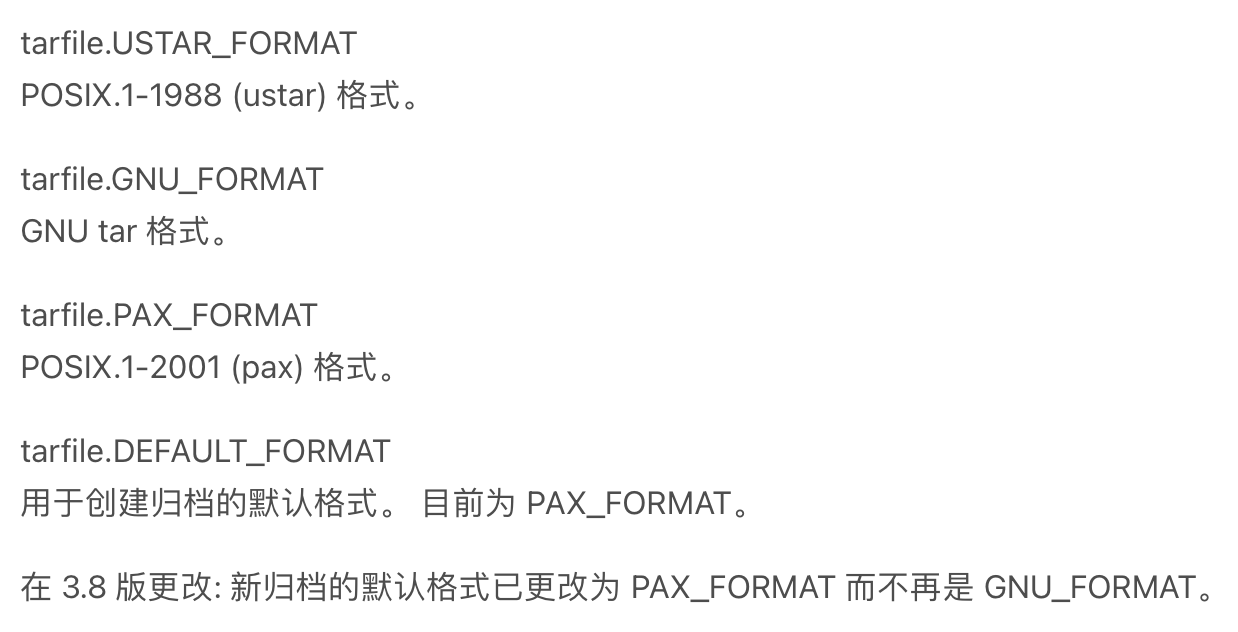 tarfile.USTAR_FORMAT
POSIX.1-1988 (ustar) 格式。
tarfile.GNU_FORMAT
GNU tar 格式。
tarfile.PAX_FORMAT
POSIX.1-2001 (pax) 格式。
tarfile.DEFAULT_FORMAT
用于创建归档的默认格式。 目前为 PAX_FORMAT。
在 3.8 版更改: 新归档的默认格式已更改为 PAX_FORMAT 而不再是 GNU_FORMAT。